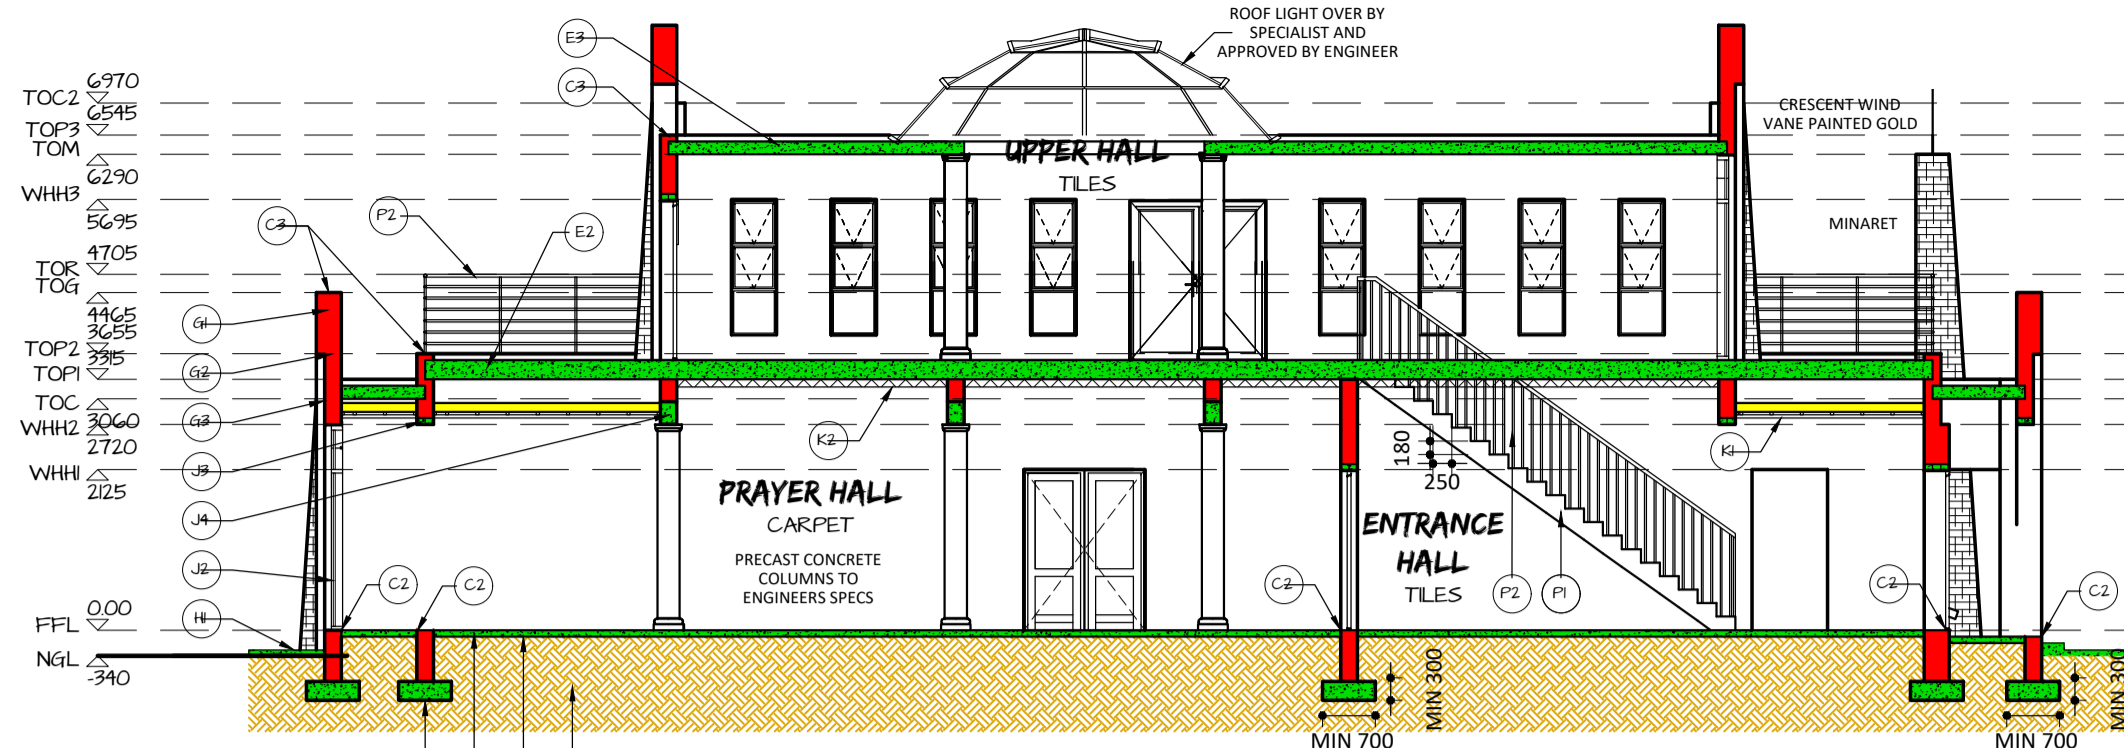 ROOF LIGHT OVER BY
SPECIALIST AND
APPROVED BY ENGINEER
E3
C3
6970
TOC2
6545
TOP3
TOM
6290
WHH3
5695
4705
TOR
TOG
4465
3655
TOP2
3315
TOP1
TOC
3060
WHH2
2720
WHH1
2125
0.00
FFL
NGL
-340
CRESCENT WIND
VANE PAINTED GOLD
MINARET
UPPER HALL
TILES
C3
P2
E2
G1
G2
G3
J3
J4
J2
H1
K2
K1
180
250
PRAYER HALL
CARPET
PRECAST CONCRETE
COLUMNS TO
ENGINEERS SPECS
ENTRANCE
HALL
TILES
P2
P1
C2
C2
C2
C2
C2
MIN 300
MIN 700
MIN 300
MIN 700